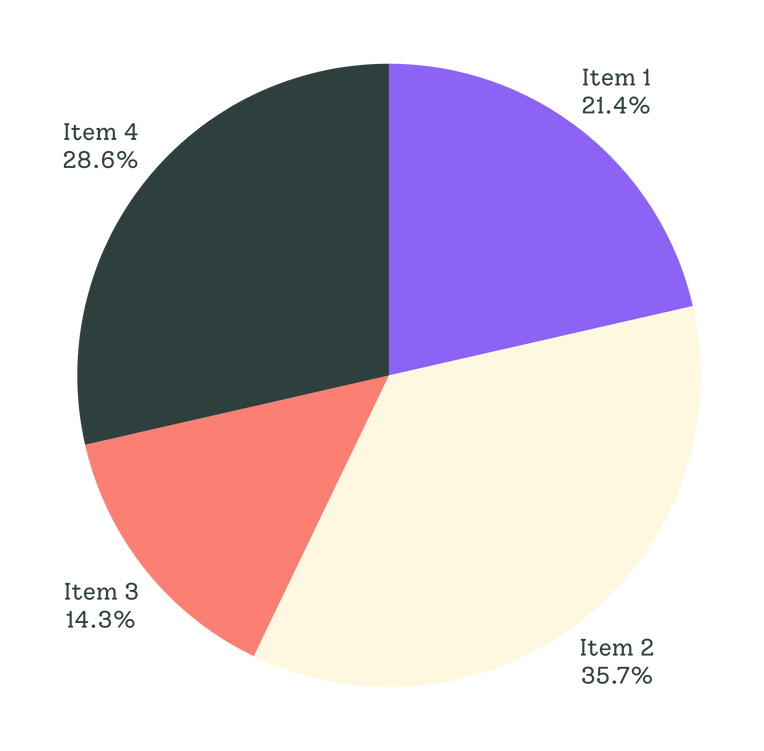 Item 1
21.4%
Item 4
28.6%
Item 3
14.3%
Item 2
35.7%